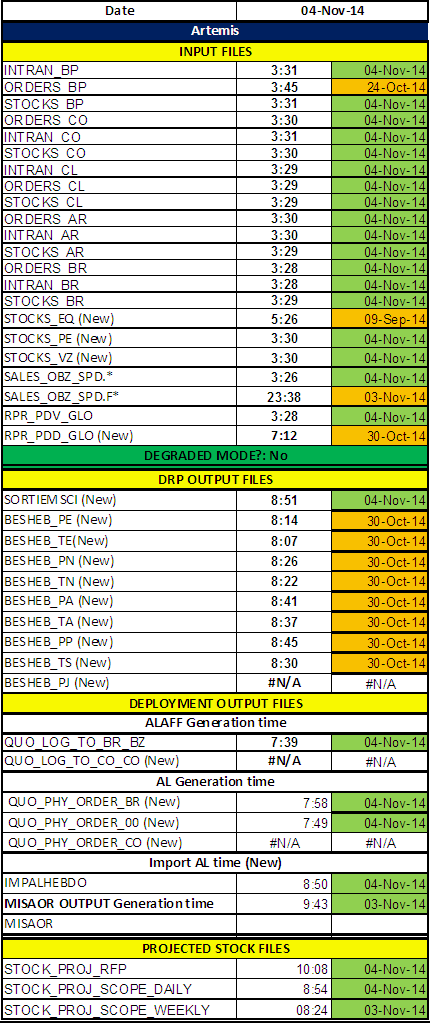 Date 04-Nov-14
Artemis
INPUT FILES
INTRAN_BP 3:31 04-Nov-14
ORDERS_BP 3:45 24-Oct-14
STOCKS_BP 3:31 04-Nov-14
ORDERS_CO 3:30 04-Nov-14
INTRAN_CO 3:31 04-Nov-14
STOCKS_CO 3:30 04-Nov-14
INTRAN_CL 3:29 04-Nov-14
ORDERS_CL 3:29 04-Nov-14
STOCKS_CL 3:29 04-Nov-14
ORDERS_AR 3:30 04-Nov-14
INTRAN_AR 3:30 04-Nov-14
STOCKS_AR 3:29 04-Nov-14
ORDERS_BR 3:28 04-Nov-14
INTRAN_BR 3:28 04-Nov-14
STOCKS_BR 3:29 04-Nov-14
STOCKS_EQ (New) 5:26 09-Sep-14
STOCKS_PE (New) 3:30 04-Nov-14
STOCKS_VZ (New) 3:30 04-Nov-14
SALES_OBZ_SPD.* 3:26 04-Nov-14
SALES_OBZ_SPD.F* 23:38 03-Nov-14
RPR_PDV_GLO 3:28 04-Nov-14
RPR_PDD_GLO (New) 7:12 30-Oct-14
DEGRADED MODE?: No
DRP OUTPUT FILES
SORTIEMSCI (New) 8:51 04-Nov-14
BESHEB_PE (New) 8:14 30-Oct-14
BESHEB_TE(New) 8:07 30-Oct-14
BESHEB_PN (New) 8:26 30-Oct-14
BESHEB_TN (New) 8:22 30-Oct-14
BESHEB_PA (New) 8:41 30-Oct-14
BESHEB_TA (New) 8:37 30-Oct-14
BESHEB_PP (New) 8:45 30-Oct-14
BESHEB_TS (New) 8:30 30-Oct-14
BESHEB_PJ (New) #N/A #N/A
DEPLOYMENT OUTPUT FILES
ALAFF Generation time
QUO_LOG_TO_BR_BZ 7:39 04-Nov-14
QUO_LOG_TO_CO_CO (New) #N/A #N/A
AL Generation time
QUO_PHY_ORDER_BR (New) 7:58 04-Nov-14
QUO_PHY_ORDER_00 (New) 7:49 04-Nov-14
QUO_PHY_ORDER_CO (New) #N/A #N/A
Import AL time (New)
IMPALHEBDO 8:50 04-Nov-14
MISAOR OUTPUT Generation time 9:43 03-Nov-14
MISAOR
PROJECTED STOCK FILES
STOCK_PROJ_RFP 10:08 04-Nov-14
STOCK_PROJ_SCOPE_DAILY 8:54 04-Nov-14
STOCK_PROJ_SCOPE_WEEKLY 08:24 03-Nov-14